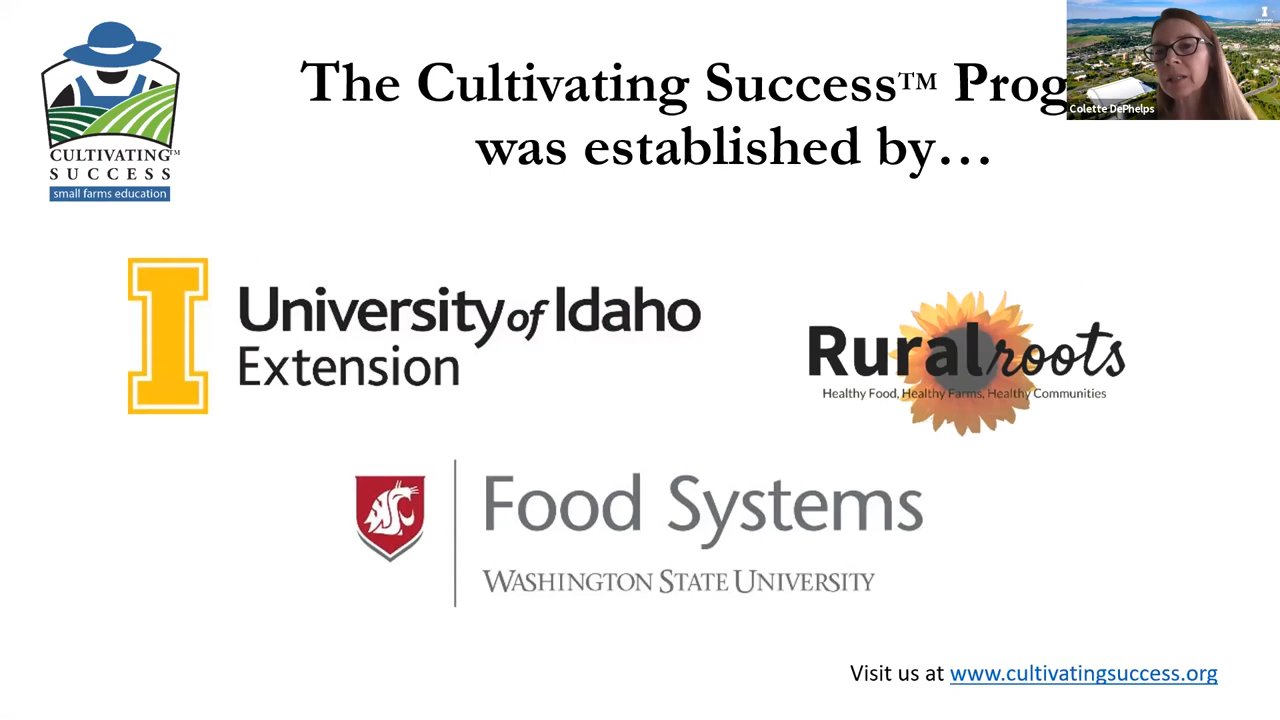 The Cultivating Success™ Prog
was established by…
Colette DePhelps
CULTIVATING™
SUCCESS
small farms education
University of Idaho
Extension
Rural roots
Healthy Food, Healthy Farms, Healthy Communities
Food Systems
WASHINGTON STATE UNIVERSITY
Visit us at www.cultivatingsuccess.org